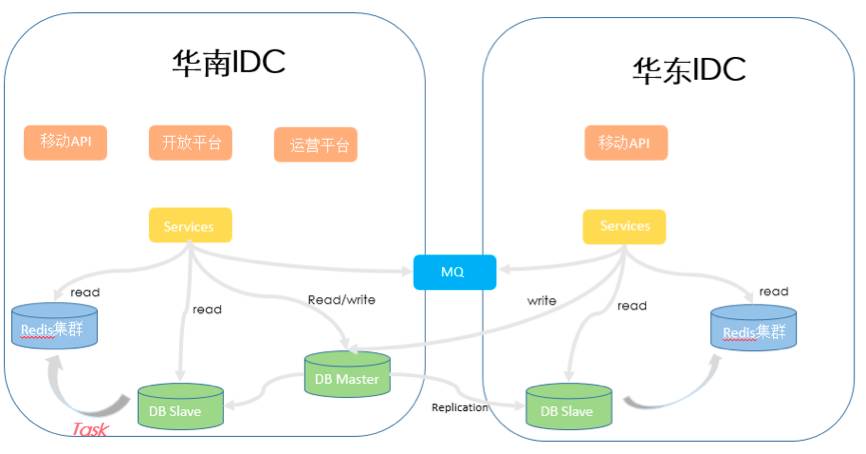 华南IDC
华东IDC
移动API
开放平台
运营平台
移动API
Services
Services
MQ
read
read
Read/write
write
read
read
Redis集群
Redis集群
DB Master
DB Slave
Replication
DB Slave
Task